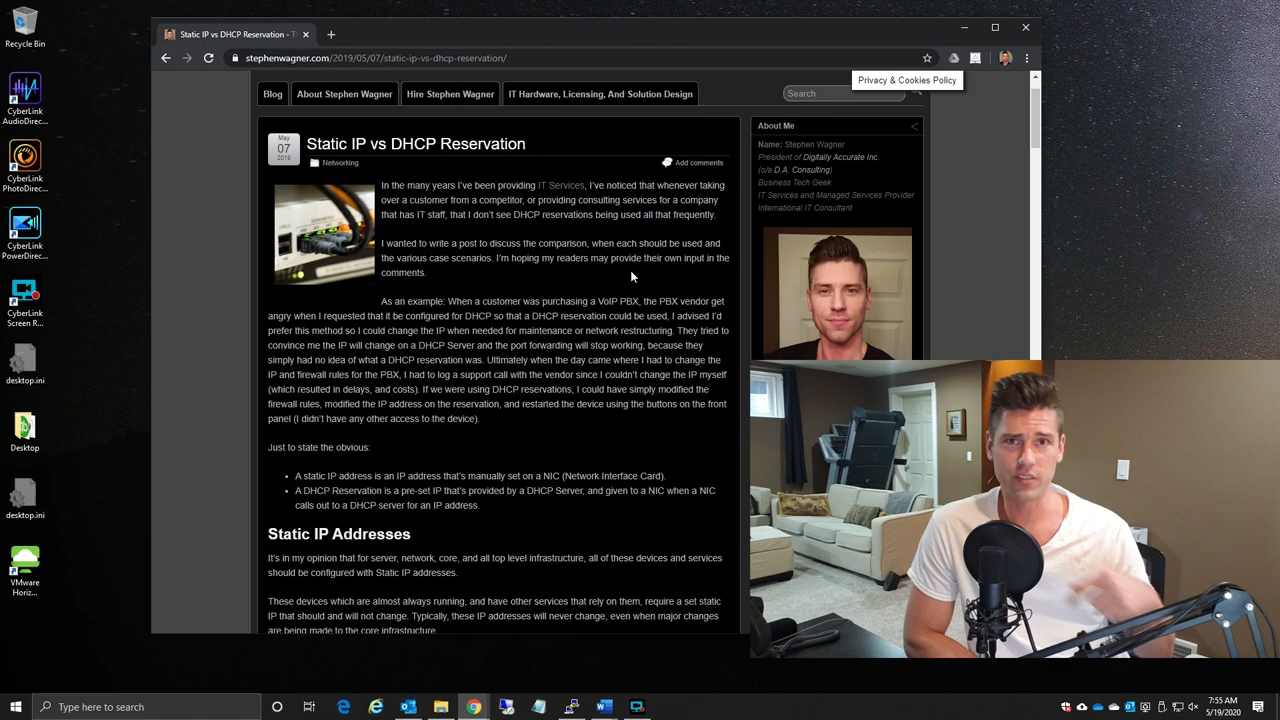 Recycle Bin
CyberLink
AudioDirec...
CyberLink
PhotoDirec...
CyberLink
PowerDirec...
CyberLink
Screen R...
desktop.ini
Desktop
desktop.ini
VMware
Horiz...
Static IP vs DHCP Reservation - T
stephenwagner.com/2019/05/07/static-ip-vs-dhcp-reservation/
Privacy & Cookies Policy
Blog
About Stephen Wagner
Hire Stephen Wagner
IT Hardware, Licensing, And Solution Design
Search
May
07
2019
Static IP vs DHCP Reservation
Networking
Add comments
In the many years I've been providing IT Services, I've noticed that whenever taking
over a customer from a competitor, or providing consulting services for a company
that has IT staff, that I don't see DHCP reservations being used all that frequently.
I wanted to write a post to discuss the comparison, when each should be used and
the various case scenarios. I'm hoping my readers may provide their own input in the
comments.
As an example: When a customer was purchasing a VoIP PBX, the PBX vendor get
angry when I requested that it be configured for DHCP so that a DHCP reservation could be used, I advised I'd
prefer this method so I could change the IP when needed for maintenance or network restructuring. They tried to
convince me the IP will change on a DHCP Server and the port forwarding will stop working, because they
simply had no idea of what a DHCP reservation was. Ultimately when the day came where I had to change the
IP and firewall rules for the PBX, I had to log a support call with the vendor since I couldn't change the IP myself
(which resulted in delays, and costs). If we were using DHCP reservations, I could have simply modified the
firewall rules, modified the IP address on the reservation, and restarted the device using the buttons on the front
panel (I didn't have any other access to the device).
Just to state the obvious:
• A static IP address is an IP address that's manually set on a NIC (Network Interface Card).
• A DHCP Reservation is a pre-set IP that's provided by a DHCP Server, and given to a NIC when a NIC
calls out to a DHCP server for an IP address.
Static IP Addresses
It's in my opinion that for server, network, core, and all top level infrastructure, all of these devices and services
should be configured with Static IP addresses.
These devices which are almost always running, and have other services that rely on them, require a set static
IP that should and will not change. Typically, these IP addresses will never change, even when major changes
are being made to the core infrastructure.
About Me
Name: Stephen Wagner
President of Digitally Accurate Inc.
(o/a D.A. Consulting)
Business Tech Geek
IT Services and Managed Services Provider
International IT Consultant
Type here to search
7:55 AM
5/19/2020